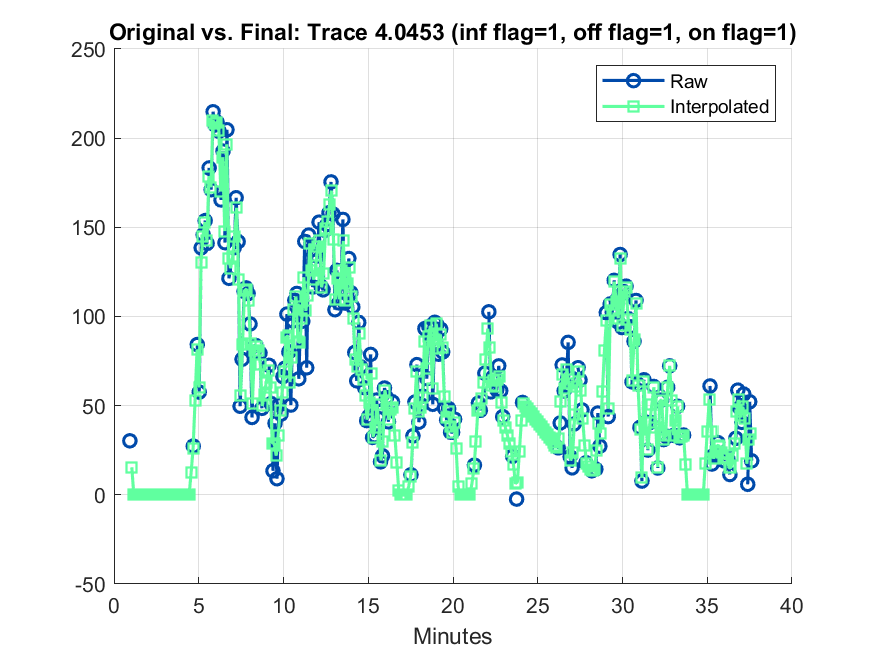 Original vs. Final: Trace 4.0453 (inf flag=1, off flag=1, on flag=1)
250
200
150
100
50
0
-50
Raw
Interpolated
0 5 10 15 20 25 30 35 40
Minutes